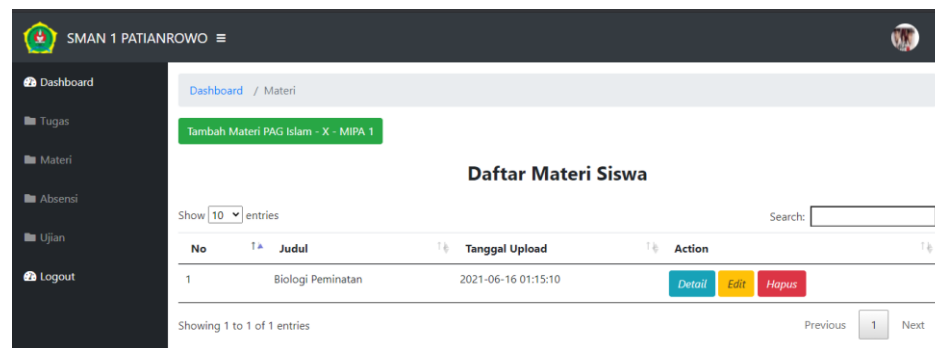 SMAN 1 PATIANROWO
Dashboard
Tugas
Materi
Absensi
Ujian
Logout
Dashboard / Materi
Tambah Materi PAG Islam - X - MIPA 1
Daftar Materi Siswa
Show 10 entries Search:
No Judul Tanggal Upload Action
1 Biologi Peminatan 2021-06-16 01:15:10 Detail Edit Hapus
Showing 1 to 1 of 1 entries Previous 1 Next